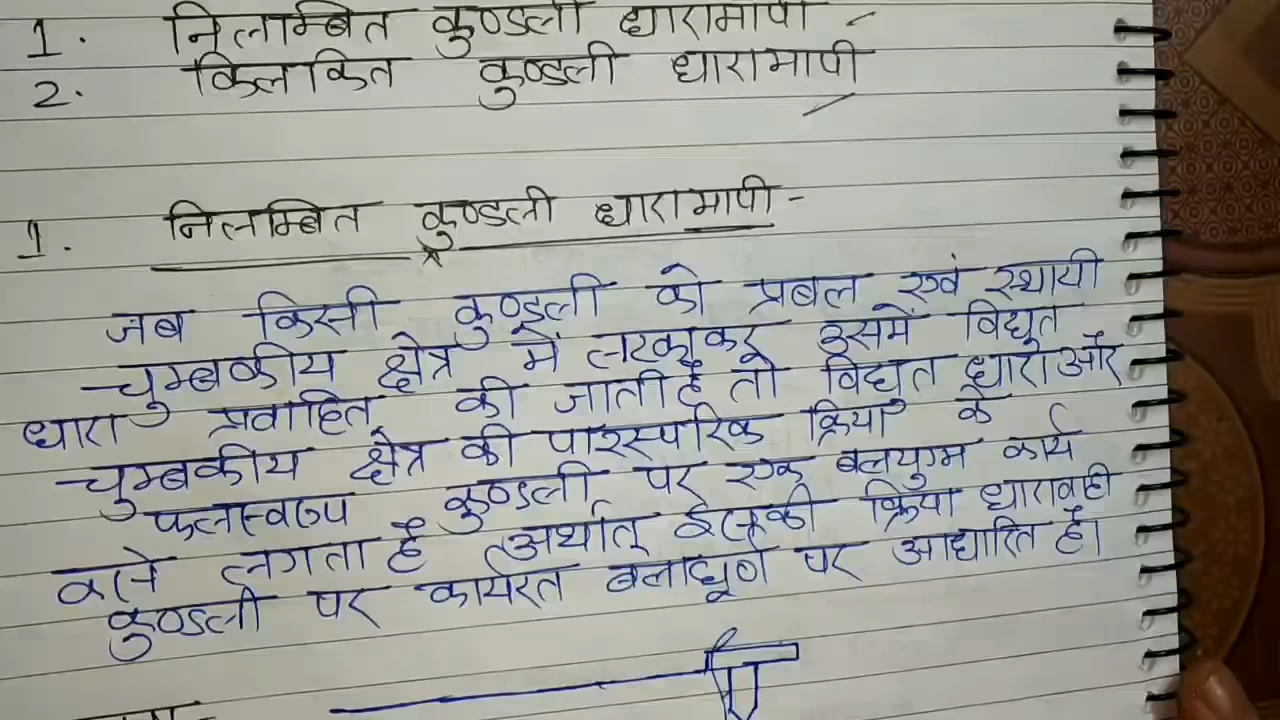 1. निलम्बित कुण्डली धारामापी
2. किलकित कुण्डली धारामापी
1. निलम्बित कुण्डली धारामापी -
जब किसी कुण्डली को प्रबल एवं स्थायी
चुम्बकीय क्षेत्र में लटकाकर उसमें विद्युत
धारा प्रवाहित की जाती है तो विद्युत धारा और
चुम्बकीय क्षेत्र की पारस्परिक क्रिया के
फलस्वरूप कुण्डली पर एक बलयुग्म कार्य
करने लगता है अर्थात् इसकी क्रिया धारावाही
कुण्डली पर कार्यरत बलाघूर्ण पर आधारित है।